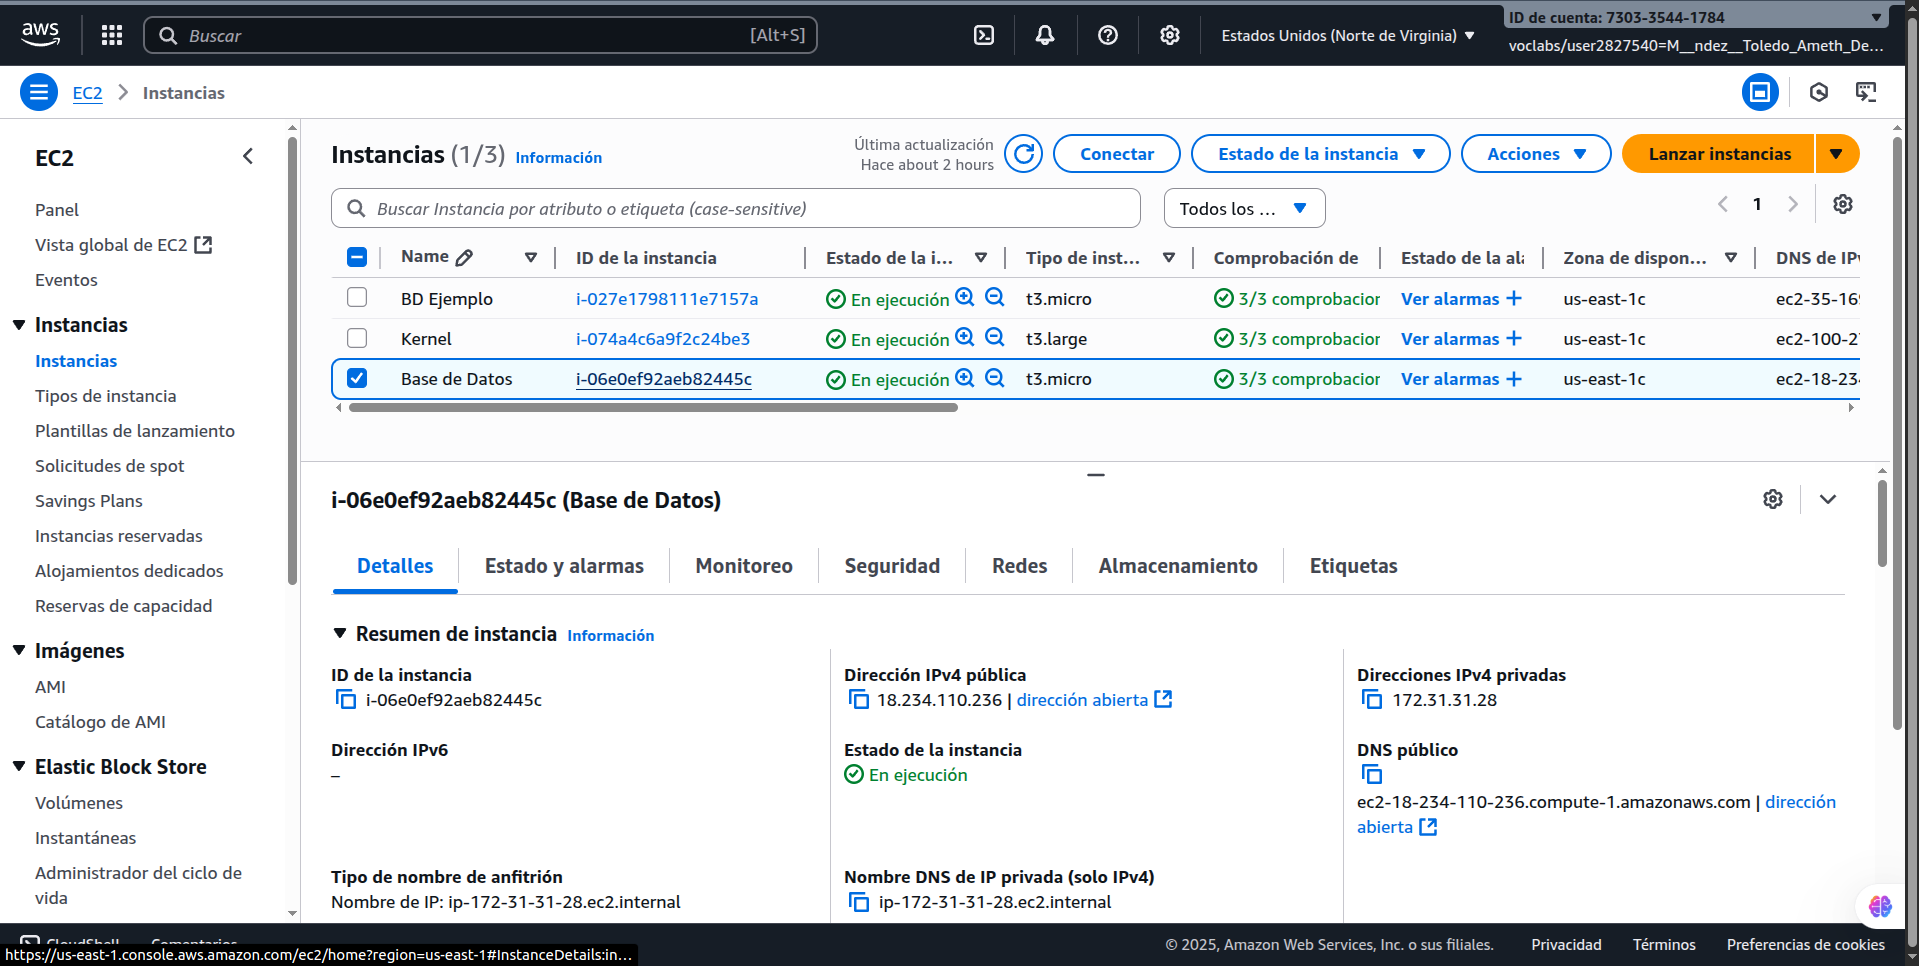 aws
Buscar [Alt+S]
Estados Unidos (Norte de Virginia)
ID de cuenta: 7303-3544-1784
voclabs/user2827540=M__ndez__Toledo_Ameth_De...
EC2 Instancias
EC2
Panel
Vista global de EC2
Eventos
Instancias
Instancias
Tipos de instancia
Plantillas de lanzamiento
Solicitudes de spot
Savings Plans
Instancias reservadas
Alojamientos dedicados
Reservas de capacidad
Imágenes
AMI
Catálogo de AMI
Elastic Block Store
Volúmenes
Instantáneas
Administrador del ciclo de
vida
Instancias (1/3) Información
Última actualización
Hace about 2 hours
Conectar
Estado de la instancia
Acciones
Lanzar instancias
Buscar Instancia por atributo o etiqueta (case-sensitive)
Todos los ...
1
Name ID de la instancia Estado de la i... Tipo de inst... Comprobación de Estado de la ala Zona de dispon... DNS de IPv
BD Ejemplo i-027e1798111e7157a En ejecución t3.micro 3/3 comprobacior Ver alarmas + us-east-1c ec2-35-169
Kernel i-074a4c6a9f2c24be3 En ejecución t3.large 3/3 comprobacior Ver alarmas + us-east-1c ec2-100-2
Base de Datos i-06e0ef92aeb82445c En ejecución t3.micro 3/3 comprobacior Ver alarmas + us-east-1c ec2-18-234
i-06e0ef92aeb82445c (Base de Datos)
Detalles Estado y alarmas Monitoreo Seguridad Redes Almacenamiento Etiquetas
Resumen de instancia Información
ID de la instancia
i-06e0ef92aeb82445c
Dirección IPv4 pública
18.234.110.236 | dirección abierta
Direcciones IPv4 privadas
172.31.31.28
Dirección IPv6
–
Estado de la instancia
En ejecución
DNS público
ec2-18-234-110-236.compute-1.amazonaws.com | dirección
abierta
Tipo de nombre de anfitrión
Nombre de IP: ip-172-31-31-28.ec2.internal
Nombre DNS de IP privada (solo IPv4)
ip-172-31-31-28.ec2.internal
CloudShell Comentarios
© 2025, Amazon Web Services, Inc. o sus filiales. Privacidad Términos Preferencias de cookies
https://us-east-1.console.aws.amazon.com/ec2/home?region=us-east-1#InstanceDetails:in...